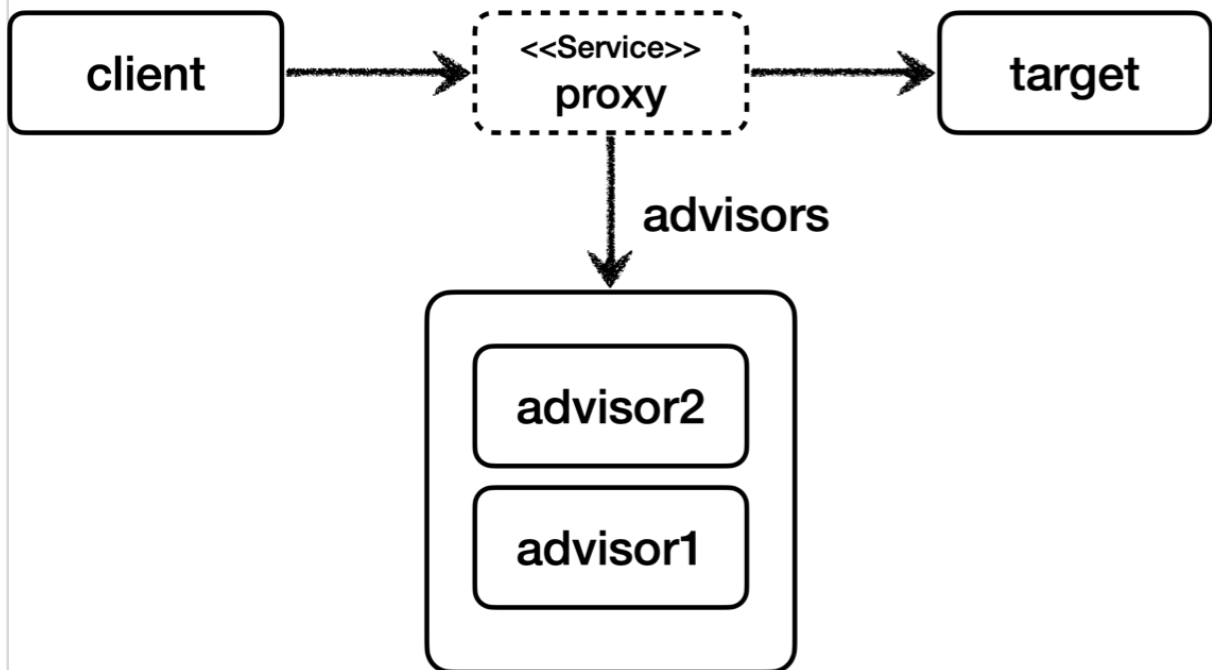 client
<<Service>>
proxy
target
advisors
advisor2
advisor1